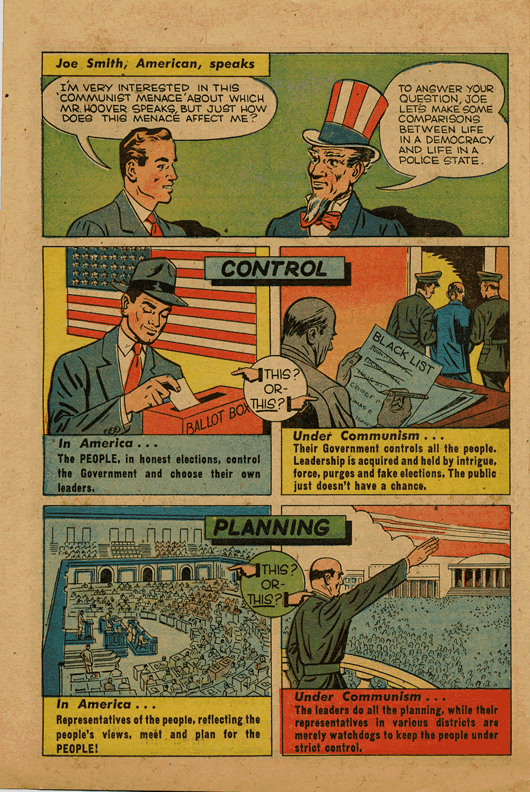 Joe Smith, American, speaks
I'M VERY INTERESTED IN THIS
'COMMUNIST MENACE' ABOUT WHICH
MR. HOOVER SPEAKS, BUT JUST HOW
DOES THIS MENACE AFFECT ME?
TO ANSWER YOUR
QUESTION, JOE
LET'S MAKE SOME
COMPARISONS
BETWEEN LIFE
IN A DEMOCRACY
AND LIFE IN A
POLICE STATE.
CONTROL
BALLOT BOX
BLACK LIST
THIS?
OR-
THIS?
In America . . .
The PEOPLE, in honest elections, control
the Government and choose their own
leaders.
Under Communism . . .
Their Government controls all the people.
Leadership is acquired and held by intrigue,
force, purges and fake elections. The public
just doesn't have a chance.
PLANNING
THIS?
OR-
THIS?
In America . . .
Representatives of the people, reflecting the
people's views, meet and plan for the
PEOPLE!
Under Communism . . .
The leaders do all the planning, while their
representatives in various districts are
merely watchdogs to keep the people under
strict control.